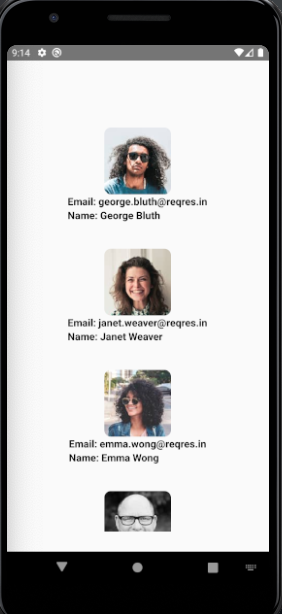 9:14
Email: george.bluth@reqres.in
Name: George Bluth
Email: janet.weaver@reqres.in
Name: Janet Weaver
Email: emma.wong@reqres.in
Name: Emma Wong